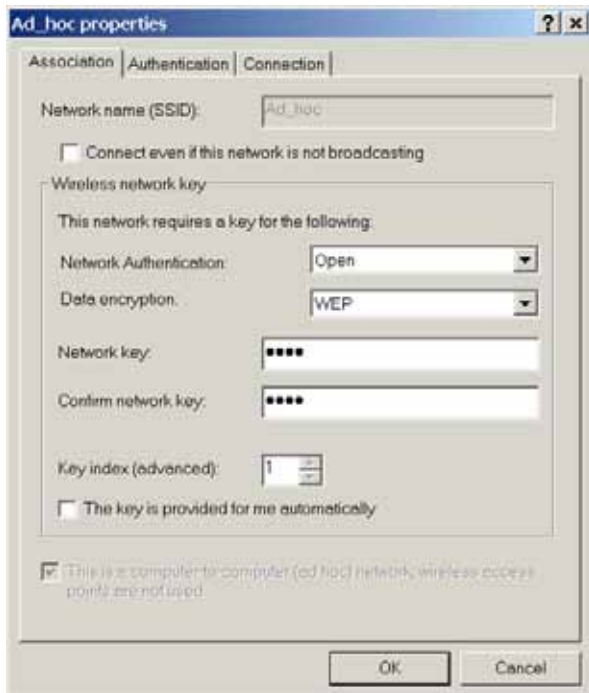 Ad_hoc properties
Association Authentication Connection
Network name (SSID): Ad_hoc
Connect even if this network is not broadcasting
Wireless network key
This network requires a key for the following:
Network Authentication: Open
Data encryption: WEP
Network key: ••••
Confirm network key: ••••
Key index (advanced): 1
The key is provided for me automatically
This is a computer to computer (ad hoc) network; wireless access
points are not used
OK Cancel